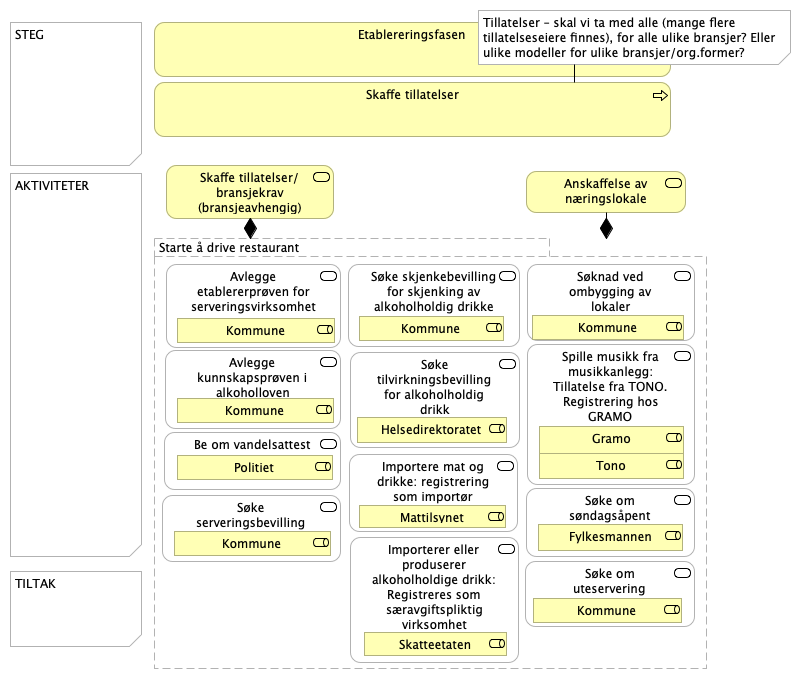 STEG
Etablereringsfasen
Tillatelser – skal vi ta med alle (mange flere
tillatelseseiere finnes), for alle ulike bransjer? Eller
ulike modeller for ulike bransjer/org.former?
Skaffe tillatelser
AKTIVITETER
Skaffe tillatelser/
bransjekrav
(bransjeavhengig)
Anskaffelse av
næringslokale
Starte å drive restaurant
Avlegge
etablererprøven for
serveringsvirksomhet
Kommune
Avlegge
kunnskapsprøven i
alkoholloven
Kommune
Be om vandelsattest
Politiet
Søke
serveringsbevilling
Kommune
Søke skjenkebevilling
for skjenking av
alkoholholdig drikke
Kommune
Søke
tilvirkningsbevilling
for alkoholholdig
drikk
Helsedirektoratet
Importere mat og
drikke: registrering
som importør
Mattilsynet
Importerer eller
produserer
alkoholholdige drikk:
Registreres som
særavgiftspliktig
virksomhet
Skatteetaten
Søknad ved
ombygging av
lokaler
Kommune
Spille musikk fra
musikkanlegg:
Tillatelse fra TONO.
Registrering hos
GRAMO
Gramo
Tono
Søke om
søndagsåpent
Fylkesmannen
Søke om
uteservering
Kommune
TILTAK